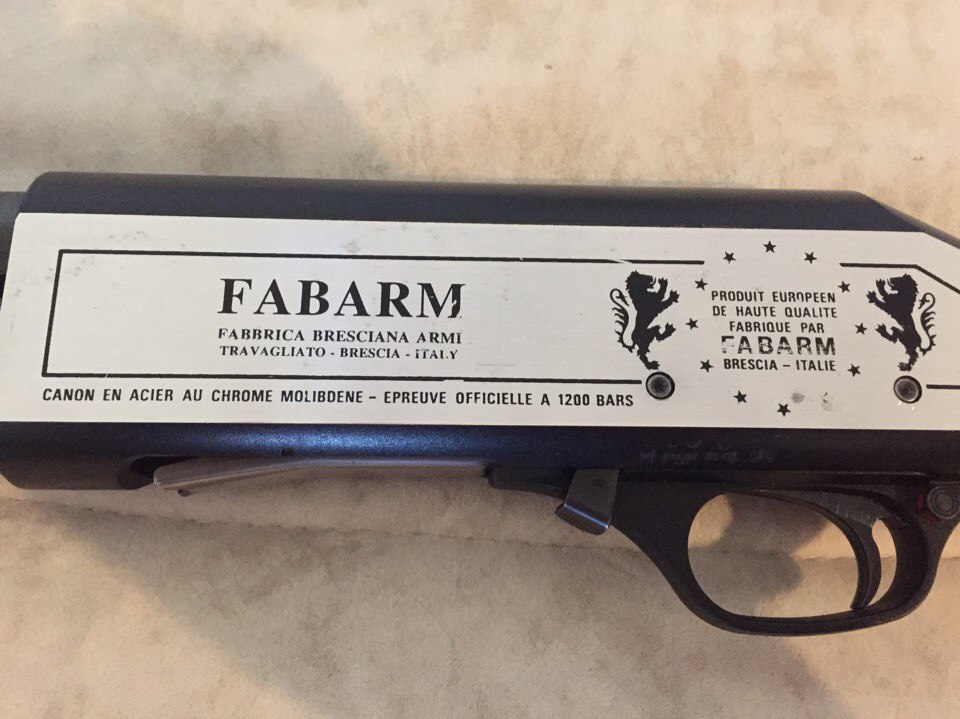 FABARM
FABBRICA BRESCIANA ARMI
TRAVAGLIATO - BRESCIA - ITALY
CANON EN ACIER AU CHROME MOLIBDENE - EPREUVE OFFICIELLE A 1200 BARS
PRODUIT EUROPEEN
DE HAUTE QUALITE
FABRIQUE PAR
FABARM
BRESCIA - ITALIE